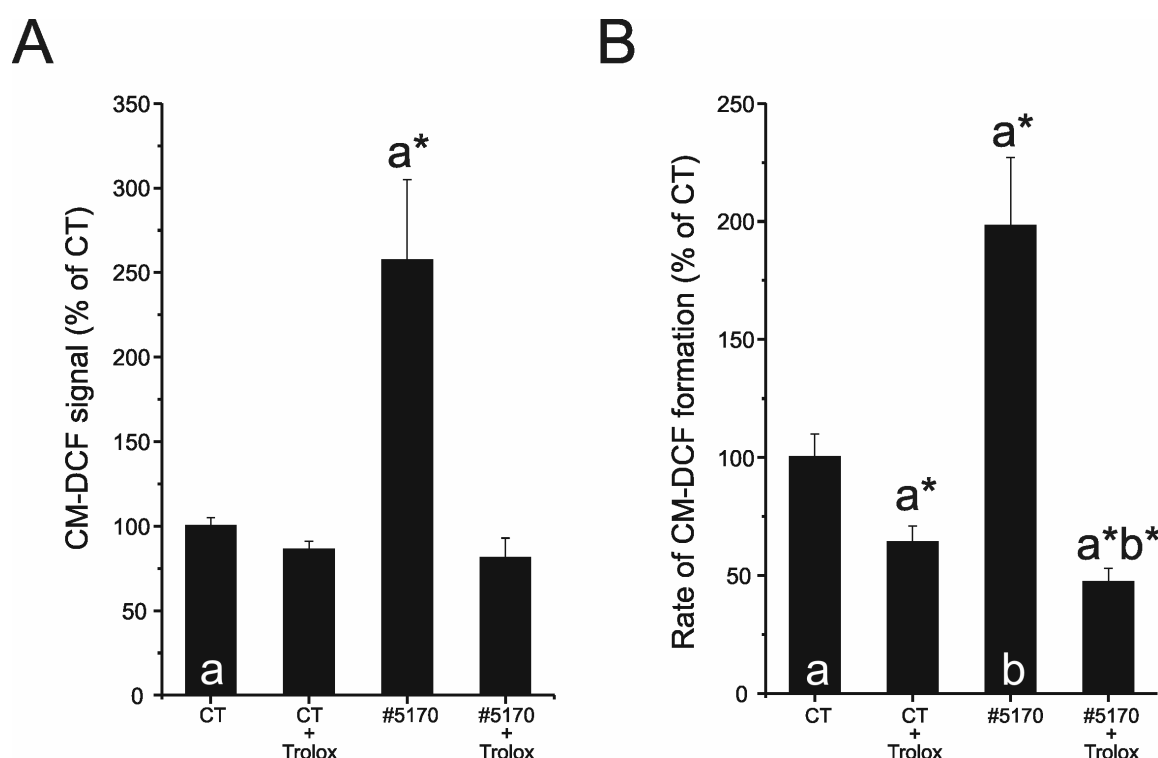 A
CM-DCF signal (% of CT)
350
300
250
200
150
100
50
0
a*
a
CT
CT
+
Trolox
#5170
#5170
+
Trolox
B
Rate of CM-DCF formation (% of CT)
250
200
150
100
50
0
a*
a*
a*b*
a
b
CT
CT
+
Trolox
#5170
#5170
+
Trolox